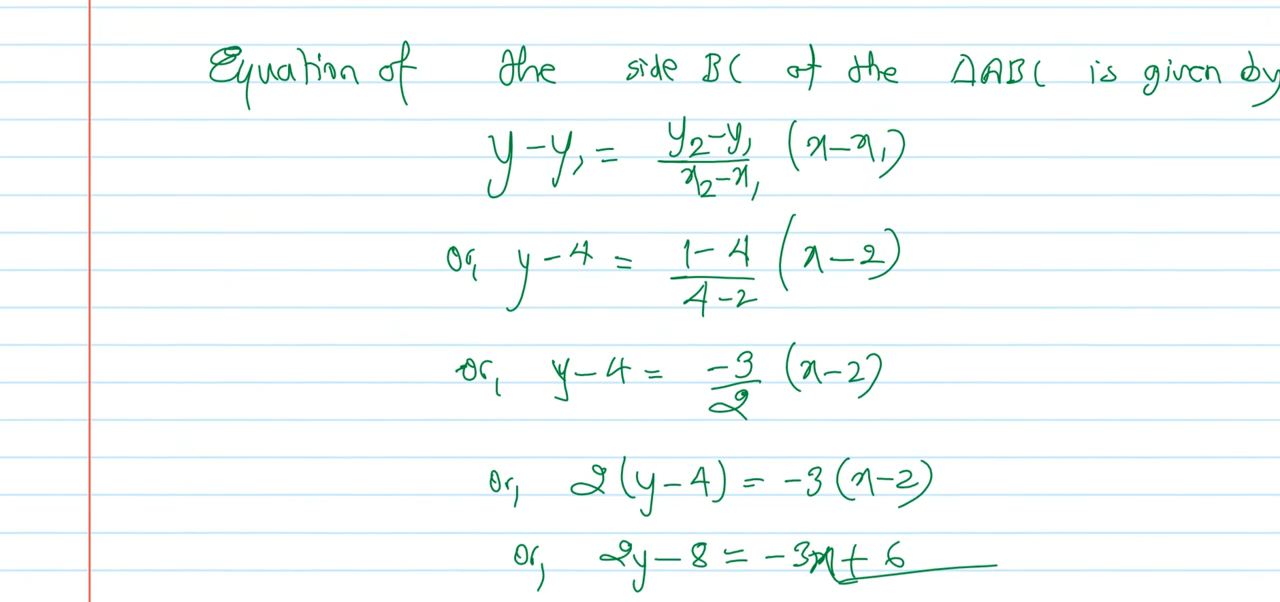 Equation of the side BC of the ΔABC is given by
y - y₁ = (y₂ - y₁)/(x₂ - x₁) (x - x₁)
or, y - 4 = (1 - 4)/(4 - 2) (x - 2)
or, y - 4 = -3/2 (x - 2)
or, 2(y - 4) = -3(x - 2)
or, 2y - 8 = -3x + 6